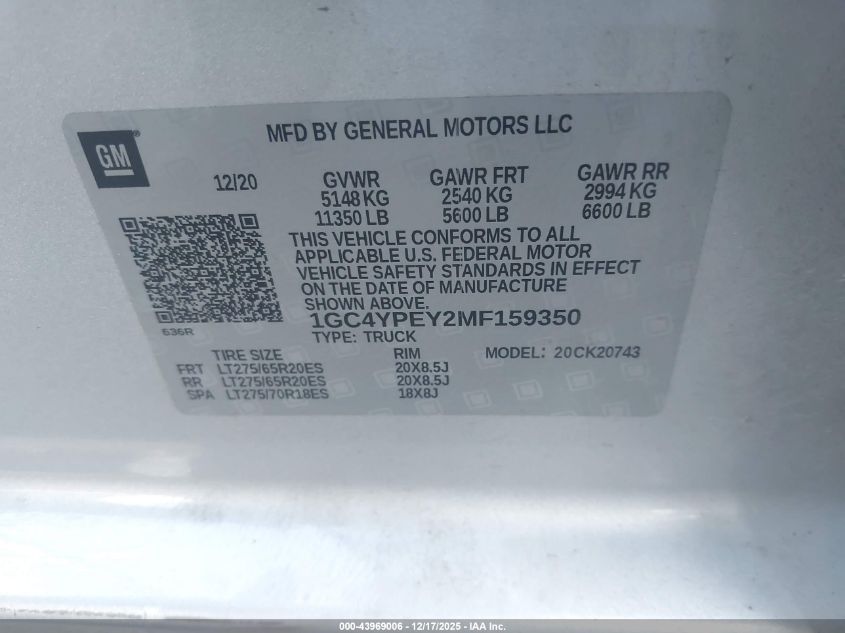 MFD BY GENERAL MOTORS LLC
GM®
12/20 GVWR GAWR FRT GAWR RR
5148 KG 2540 KG 2994 KG
11350 LB 5600 LB 6600 LB
THIS VEHICLE CONFORMS TO ALL
APPLICABLE U.S. FEDERAL MOTOR
VEHICLE SAFETY STANDARDS IN EFFECT
ON THE DATE OF MANUFACTURE
SHOWN ABOVE.
636R
1GC4YPEY2MF159350
TYPE: TRUCK
TIRE SIZE RIM MODEL: 20CK20743
FRT LT275/65R20ES 20X8.5J
RR LT275/65R20ES 20X8.5J
SPA LT275/70R18ES 18X8J
000-43969006 - 12/17/2025 - IAA Inc.